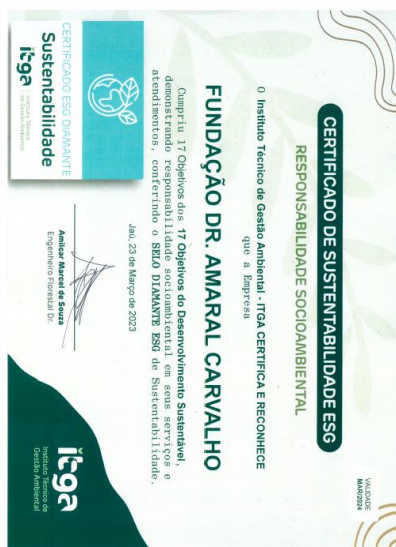 VALIDADE
MAR/2024
CERTIFICADO DE SUSTENTABILIDADE ESG
RESPONSABILIDADE SOCIOAMBIENTAL
O Instituto Técnico de Gestão Ambiental - ITGA CERTIFICA E RECONHECE
que a Empresa
FUNDAÇÃO DR. AMARAL CARVALHO
Cumpriu 17 Objetivos dos 17 Objetivos do Desenvolvimento Sustentável,
demonstrando responsabilidade socioambiental em seus serviços e
atendimentos, conferindo o SELO DIAMANTE ESG de Sustentabilidade.
Jaú, 23 de Março de 2023
Amilcar Marcel de Souza
Engenheiro Florestal Dr.
CERTIFICADO ESG DIAMANTE
Sustentabilidade
itga
Instituto Técnico
de Gestão Ambiental
itga
Instituto Técnico de
Gestão Ambiental